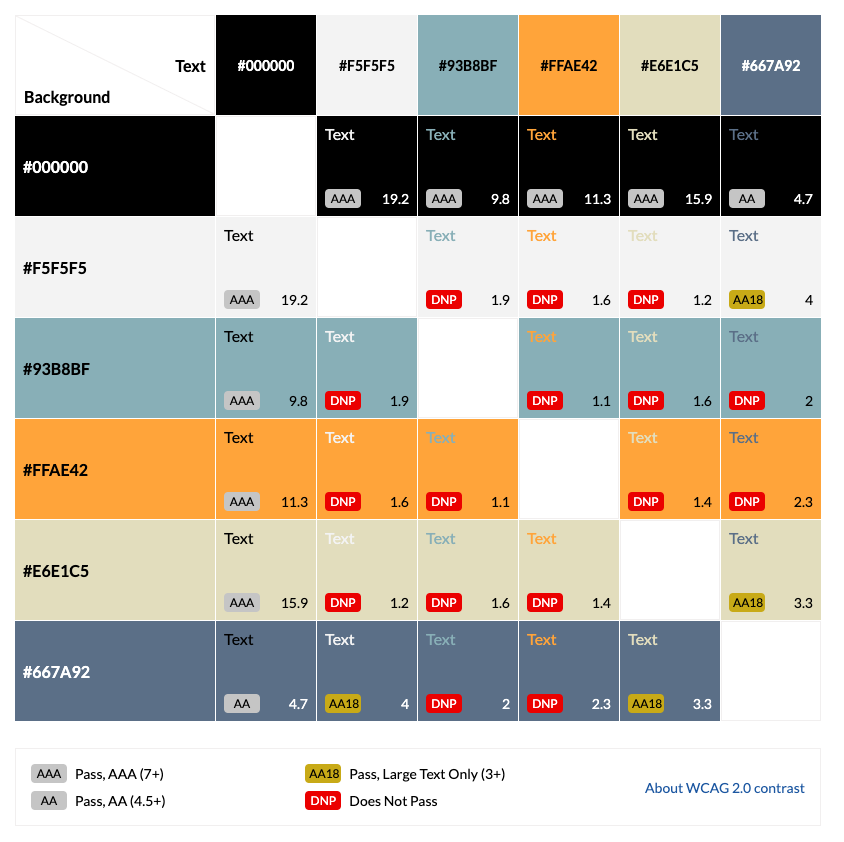 Text #000000 #F5F5F5 #93B8BF #FFAE42 #E6E1C5 #667A92
Background
#000000 Text Text Text Text Text
AAA 19.2 AAA 9.8 AAA 11.3 AAA 15.9 AA 4.7
#F5F5F5 Text Text Text Text Text
AAA 19.2 DNP 1.9 DNP 1.6 DNP 1.2 AA18 4
#93B8BF Text Text Text Text Text
AAA 9.8 DNP 1.9 DNP 1.1 DNP 1.6 DNP 2
#FFAE42 Text Text Text Text Text
AAA 11.3 DNP 1.6 DNP 1.1 DNP 1.4 DNP 2.3
#E6E1C5 Text Text Text Text Text
AAA 15.9 DNP 1.2 DNP 1.6 DNP 1.4 AA18 3.3
#667A92 Text Text Text Text Text
AA 4.7 AA18 4 DNP 2 DNP 2.3 AA18 3.3
AAA Pass, AAA (7+) AA18 Pass, Large Text Only (3+)
About WCAG 2.0 contrast
AA Pass, AA (4.5+) DNP Does Not Pass